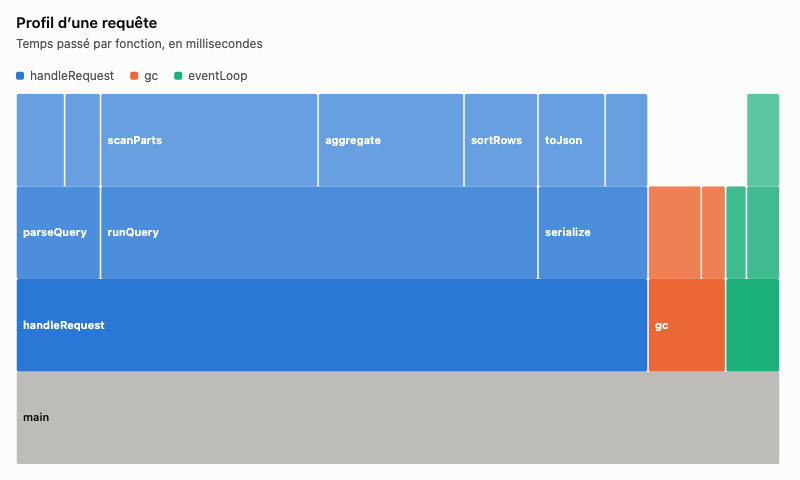 Profil d’une requête
Temps passé par fonction, en millisecondes
handleRequest gc eventLoop
scanParts aggregate sortRows toJson
parseQuery runQuery serialize
handleRequest gc
main